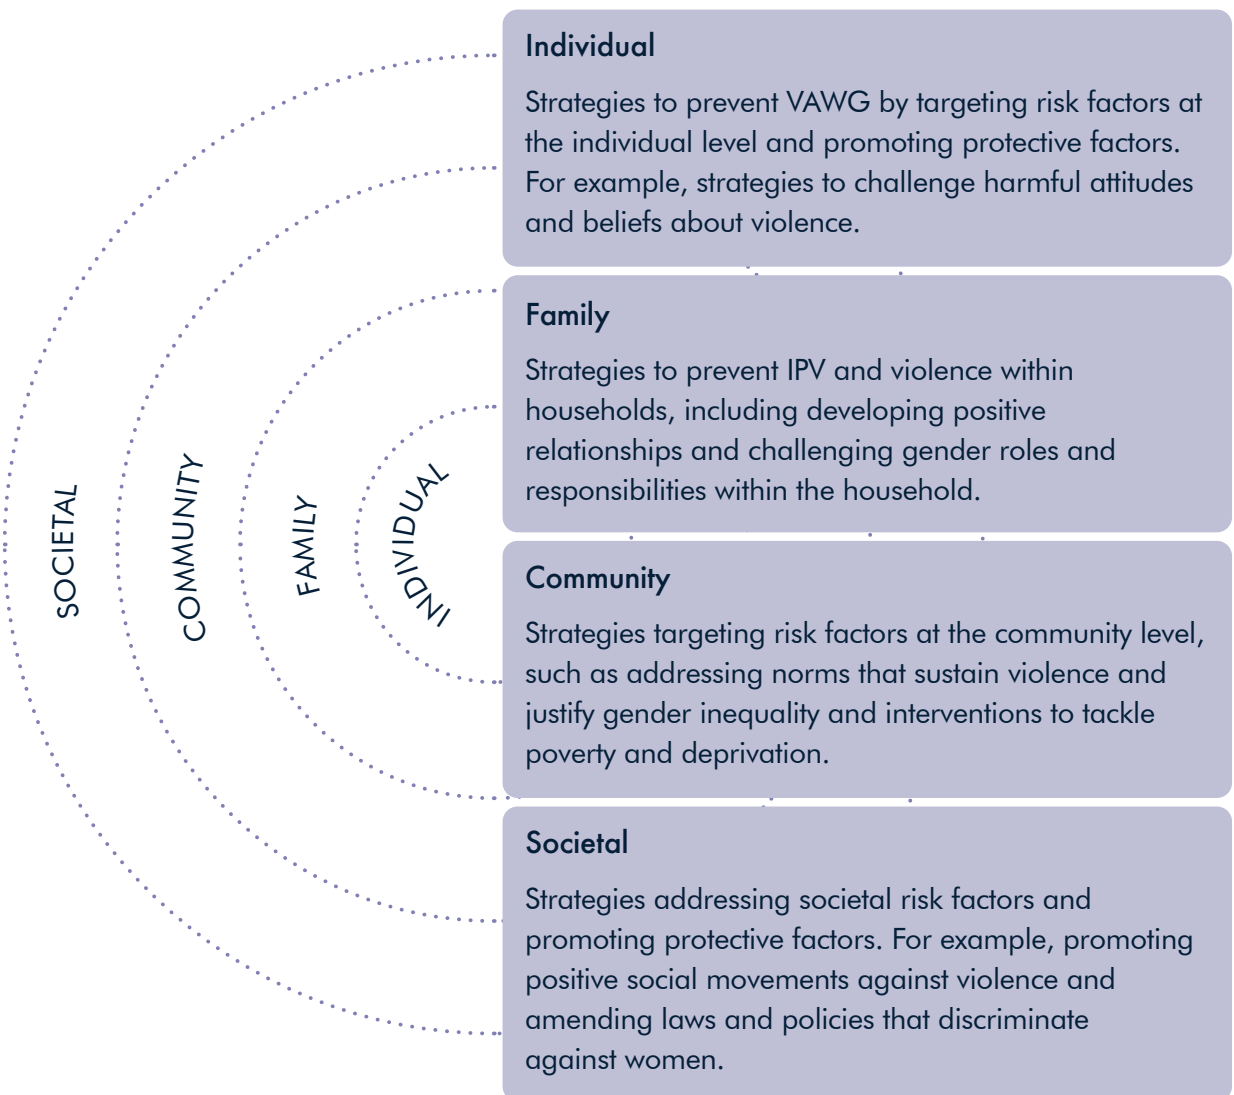 SOCIETAL
COMMUNITY
FAMILY
INDIVIDUAL
Individual
Strategies to prevent VAWG by targeting risk factors at
the individual level and promoting protective factors.
For example, strategies to challenge harmful attitudes
and beliefs about violence.
Family
Strategies to prevent IPV and violence within
households, including developing positive
relationships and challenging gender roles and
responsibilities within the household.
Community
Strategies targeting risk factors at the community level,
such as addressing norms that sustain violence and
justify gender inequality and interventions to tackle
poverty and deprivation.
Societal
Strategies addressing societal risk factors and
promoting protective factors. For example, promoting
positive social movements against violence and
amending laws and policies that discriminate
against women.